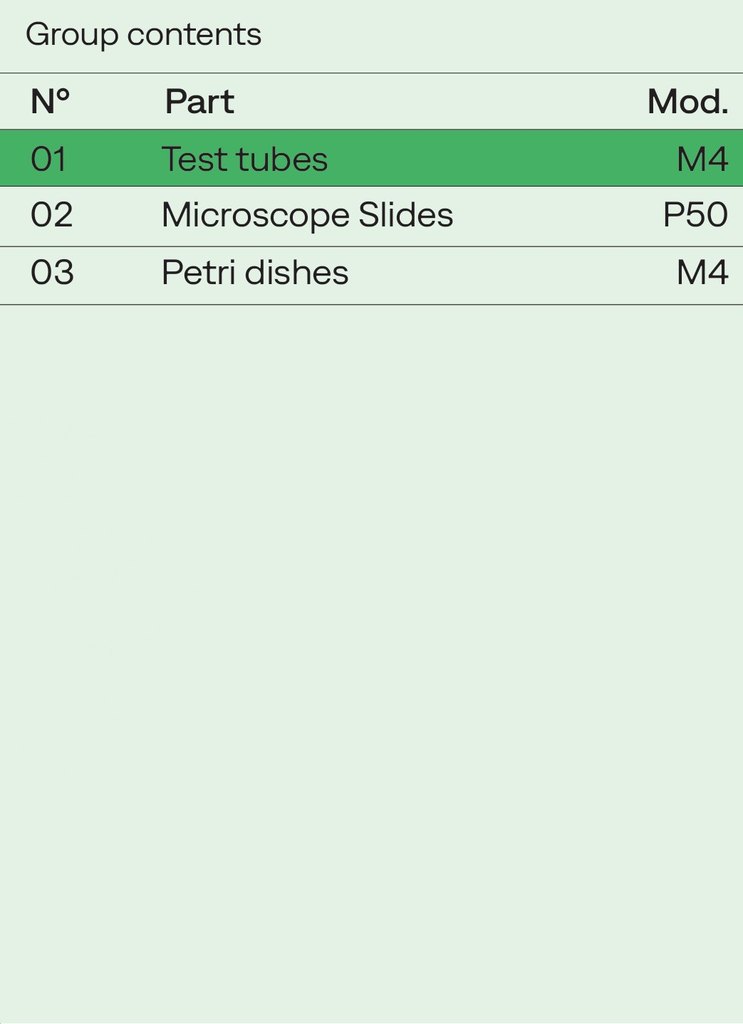 Group contents
N° Part Mod.
01 Test tubes M4
02 Microscope Slides P50
03 Petri dishes M4